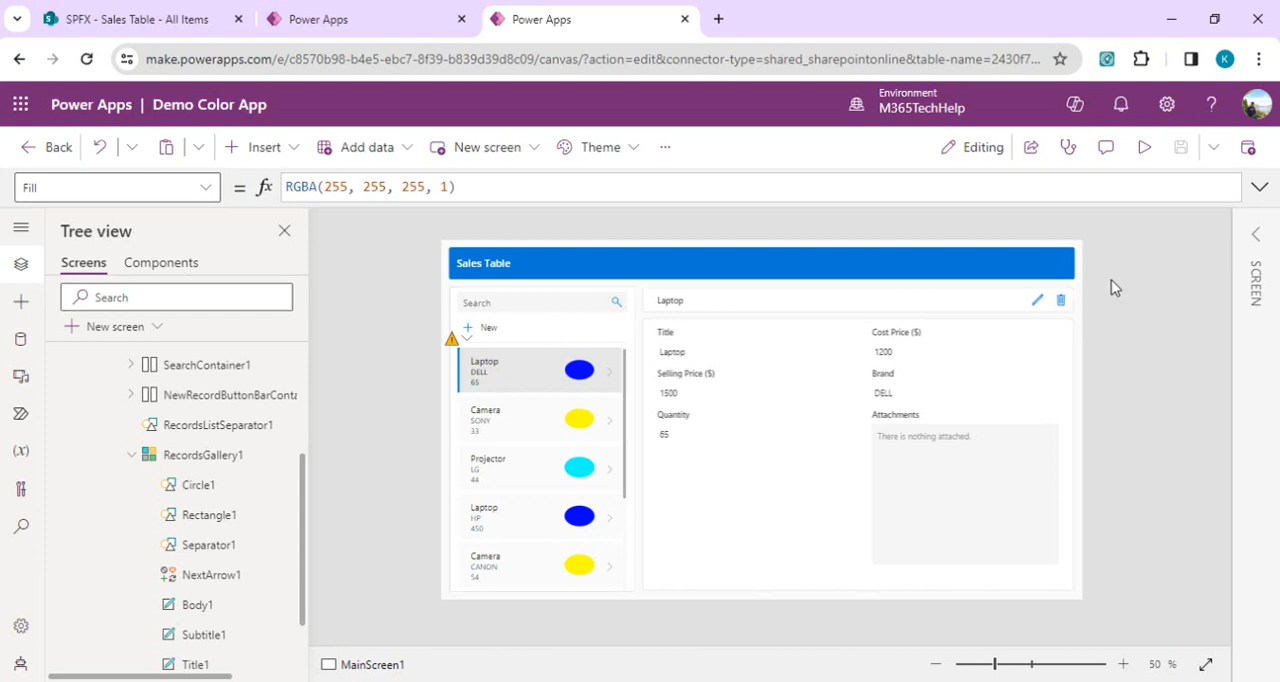 SPFX - Sales Table - All Items
Power Apps
Power Apps
make.powerapps.com/e/c8570b98-b4e5-ebc7-8f39-b839d39d8c09/canvas/?action=edit&connector-type=shared_sharepointonline&table-name=2430f7...
K
Power Apps | Demo Color App
Environment
M365TechHelp
Back
Insert
Add data
New screen
Theme
...
Editing
Fill
= fx RGBA(255, 255, 255, 1)
Tree view
Screens
Components
Search
New screen
SearchContainer1
NewRecordButtonBarConta
RecordsListSeparator1
RecordsGallery1
Circle1
Rectangle1
Separator1
NextArrow1
Body1
Subtitle1
Title1
Sales Table
Search
New
Laptop
DELL
65
Camera
SONY
33
Projector
LG
44
Laptop
HP
450
Camera
CANON
54
Laptop
Title
Laptop
Cost Price ($)
1200
Selling Price ($)
1500
Brand
DELL
Quantity
65
Attachments
There is nothing attached.
SCREEN
MainScreen1
50 %